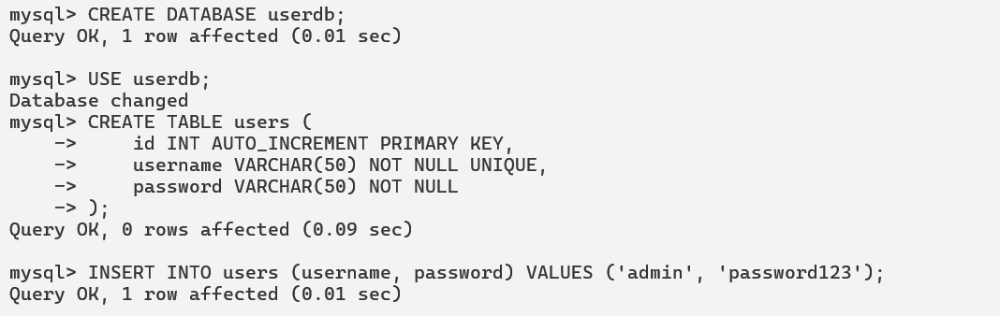 mysql> CREATE DATABASE userdb;
Query OK, 1 row affected (0.01 sec)

mysql> USE userdb;
Database changed
mysql> CREATE TABLE users (
    ->     id INT AUTO_INCREMENT PRIMARY KEY,
    ->     username VARCHAR(50) NOT NULL UNIQUE,
    ->     password VARCHAR(50) NOT NULL
    -> );
Query OK, 0 rows affected (0.09 sec)

mysql> INSERT INTO users (username, password) VALUES ('admin', 'password123');
Query OK, 1 row affected (0.01 sec)